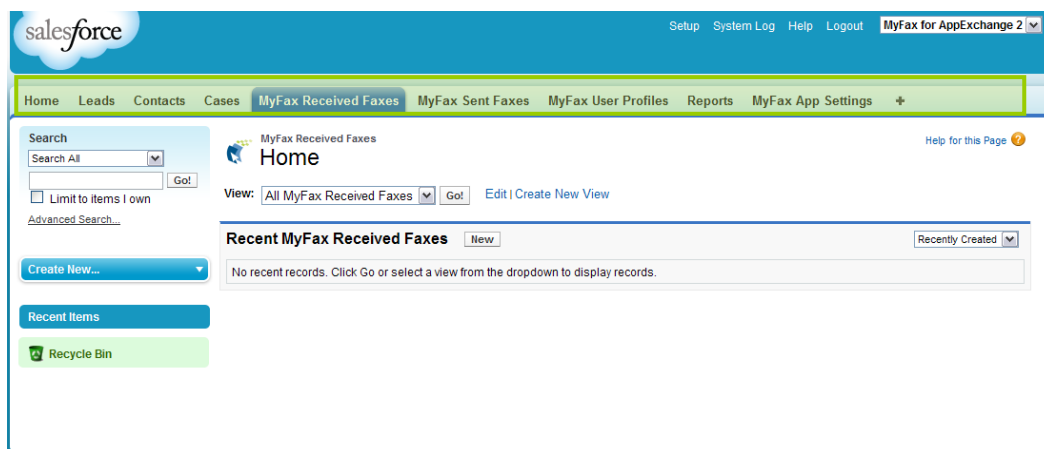 salesforce
Setup System Log Help Logout MyFax for AppExchange 2
Home Leads Contacts Cases MyFax Received Faxes MyFax Sent Faxes MyFax User Profiles Reports MyFax App Settings +
Search
Search All
Go!
Limit to items I own
Advanced Search...
Create New...
Recent Items
Recycle Bin
MyFax Received Faxes
Home
Help for this Page ?
View: All MyFax Received Faxes Go! Edit | Create New View
Recent MyFax Received Faxes New Recently Created
No recent records. Click Go or select a view from the dropdown to display records.